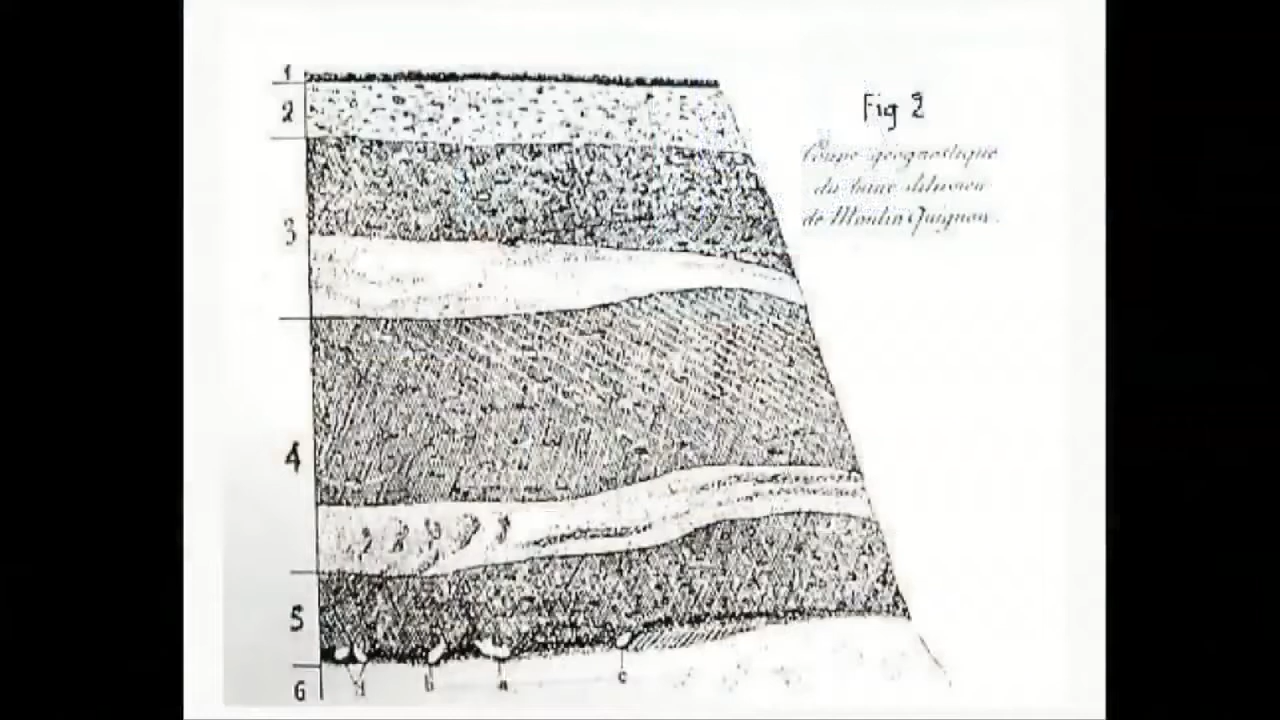 Fig 2
Coupe géognostique
du banc diluvien
de Moulin Quignon.
1
2
3
4
5
6
b
a
c